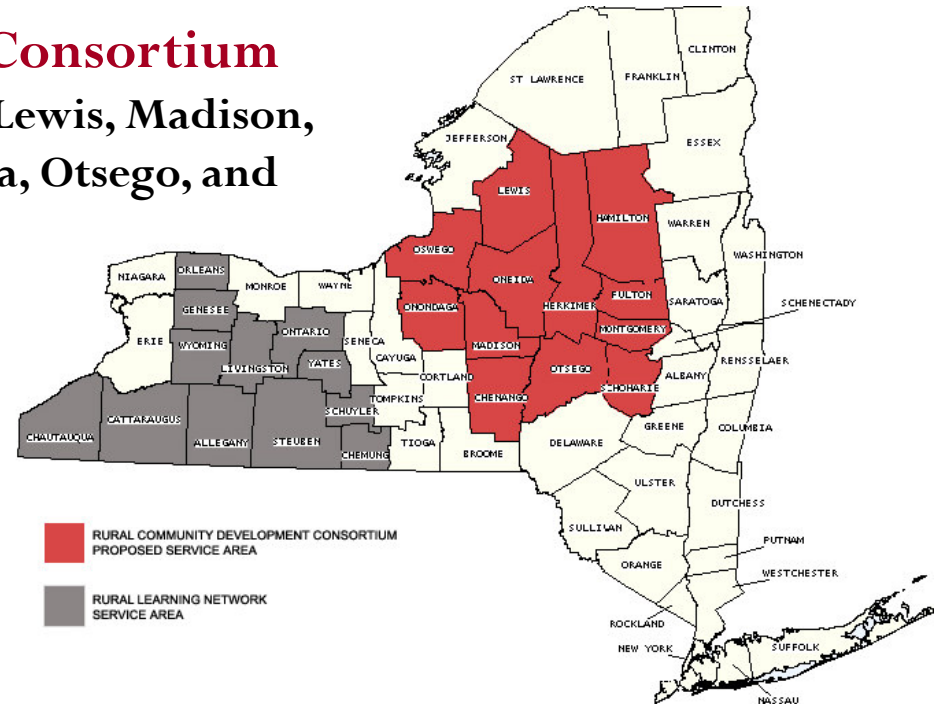 Consortium
Lewis, Madison,
a, Otsego, and
CLINTON
ST LAWRENCE
FRANKLIN
JEFFERSON
ESSEX
LEWIS
HAMILTON
WARREN
WASHINGTON
OSWEGO
ONEIDA
NIAGARA
ORLEANS
MONROE
WAYNE
HERKIMER
FULTON
SARATOGA
SCHENECTADY
GENESEE
ONONDAGA
MONTGOMERY
ERIE
WYOMING
ONTARIO
SENECA
MADISON
LIVINGSTON
YATES
CAYUGA
OTSEGO
RENSSELAER
CORTLAND
SCHOHARIE
ALBANY
TOMPKINS
CHENANGO
SCHUYLER
CATTARAUGUS
GREENE
COLUMBIA
CHAUTAUQUA
ALLEGANY
STEUBEN
CHEMUNG
TIOGA
BROOME
DELAWARE
ULSTER
DUTCHESS
SULLIVAN
RURAL COMMUNITY DEVELOPMENT CONSORTIUM
PROPOSED SERVICE AREA
PUTNAM
ORANGE
WESTCHESTER
RURAL LEARNING NETWORK
SERVICE AREA
ROCKLAND
NEW YORK
SUFFOLK
NASSAU